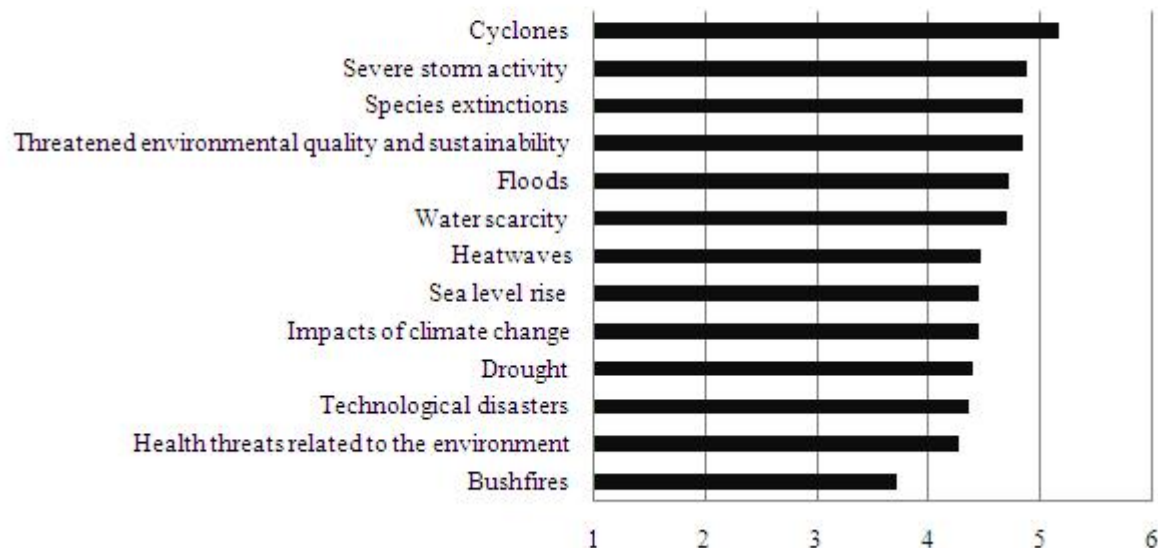 Cyclones
Severe storm activity
Species extinctions
Threatened environmental quality and sustainability
Floods
Water scarcity
Heatwaves
Sea level rise
Impacts of climate change
Drought
Technological disasters
Health threats related to the environment
Bushfires
1 2 3 4 5 6